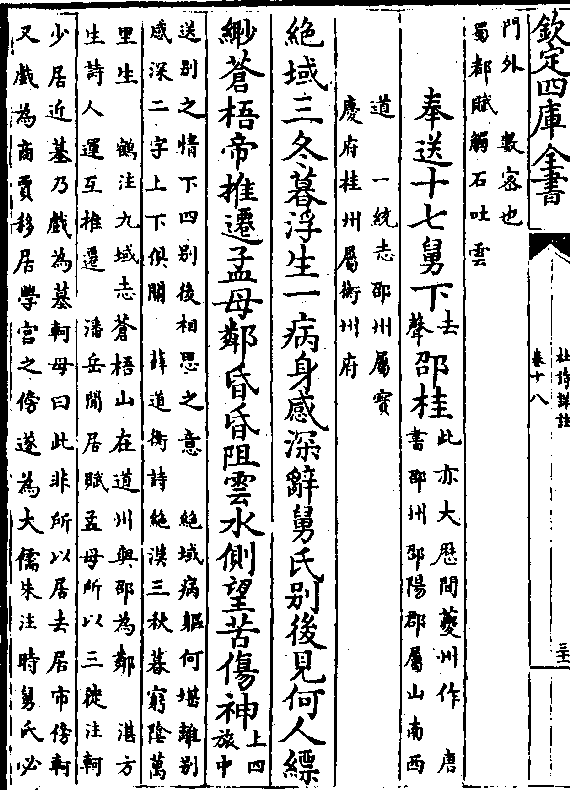 欽定四庫全書
杜詩詳註
卷十八
門外 數宻也
蜀都賦觸石吐雲
奉送十七舅下去聲邵桂此亦大厯間夔州作 唐
書邵州邵陽郡屬山南西
道 一統志邵州屬寳
慶府桂州屬衡州府
絶域三冬暮浮生一病身感深辭舅氏别後見何人縹
緲蒼梧帝推遷孟母鄰昏昏阻雲水側望苦傷神上四
旅中
送别之情下四别後相思之意 絶域病軀何堪離别
感深二字上下俱關 薛道衡詩絶漠三秋暮窮陰萬
里生 鶴注九域志蒼梧山在道州與邵為鄰 湛方
生詩人運互推遷 潘岳閒居賦孟母所以三徙注軻
少居近墓乃戲為墓軻母曰此非所以居去居市傍軻
又戲為商賈移居學宫之傍遂為大儒朱注時舅氏必